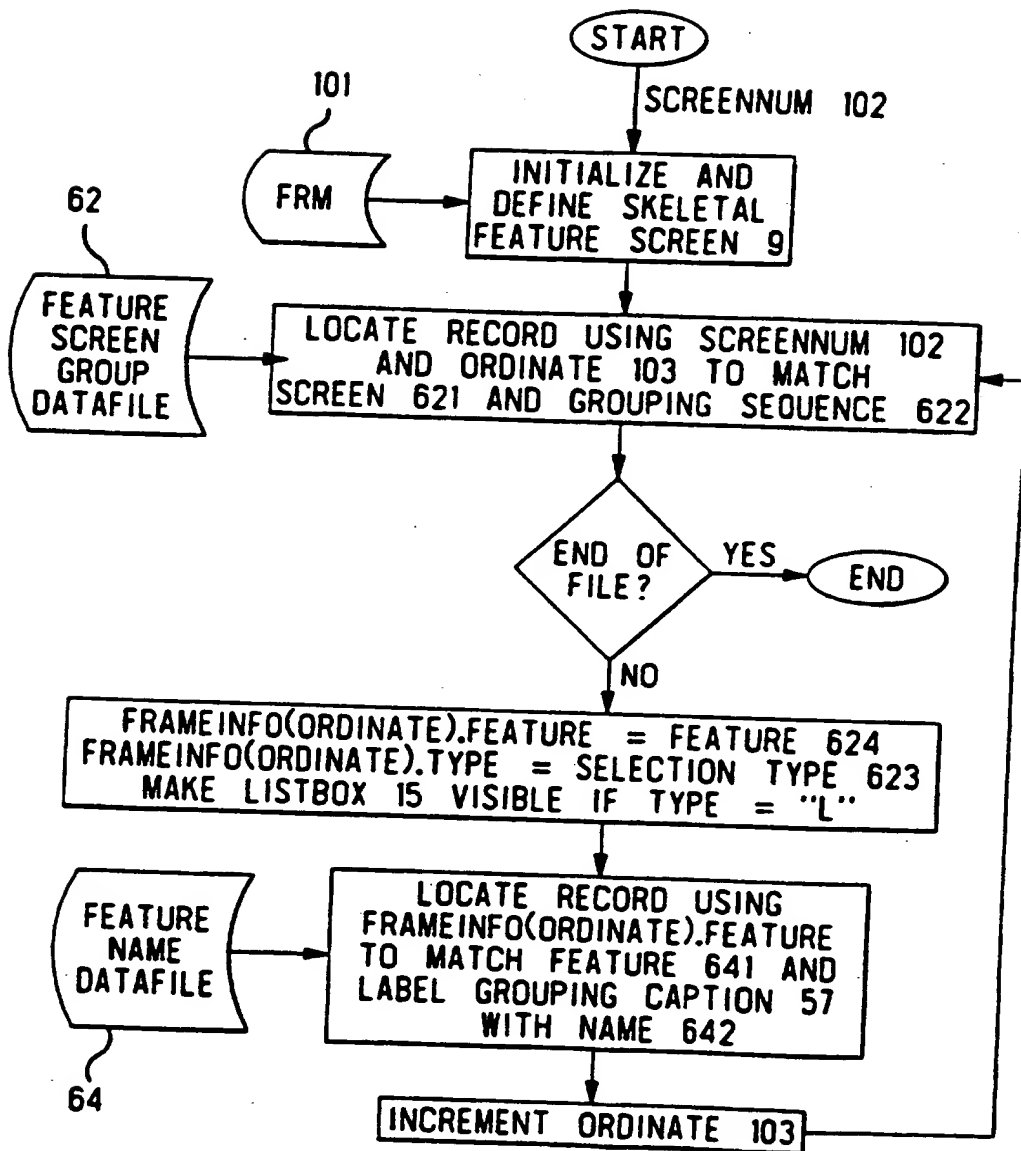 START
SCREENNUM 102
101
FRM
INITIALIZE AND
DEFINE SKELETAL
FEATURE SCREEN 9
62
FEATURE
SCREEN
GROUP
DATAFILE
LOCATE RECORD USING SCREENNUM 102
AND ORDINATE 103 TO MATCH
SCREEN 621 AND GROUPING SEQUENCE 622
END OF
FILE?
YES
END
NO
FRAMEINFO(ORDINATE).FEATURE = FEATURE 624
FRAMEINFO(ORDINATE).TYPE = SELECTION TYPE 623
MAKE LISTBOX 15 VISIBLE IF TYPE = "L"
FEATURE
NAME
DATAFILE
64
LOCATE RECORD USING
FRAMEINFO(ORDINATE).FEATURE
TO MATCH FEATURE 641 AND
LABEL GROUPING CAPTION 57
WITH NAME 642
INCREMENT ORDINATE 103